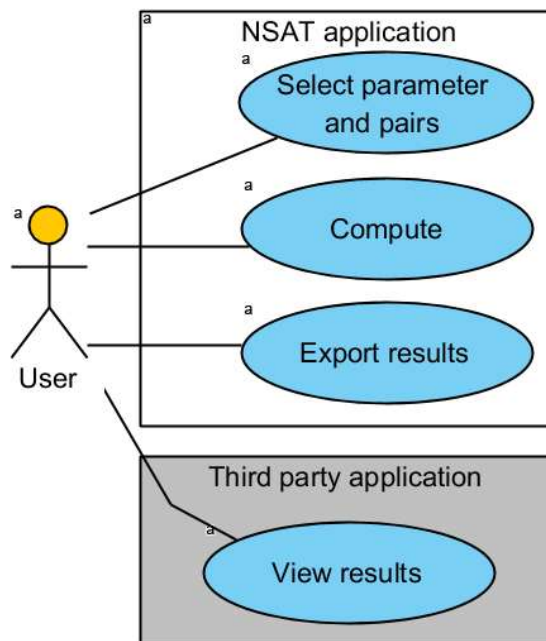 a
NSAT application
a
Select parameter
and pairs
a
Compute
a
a
Export results
User
Third party application
a
View results